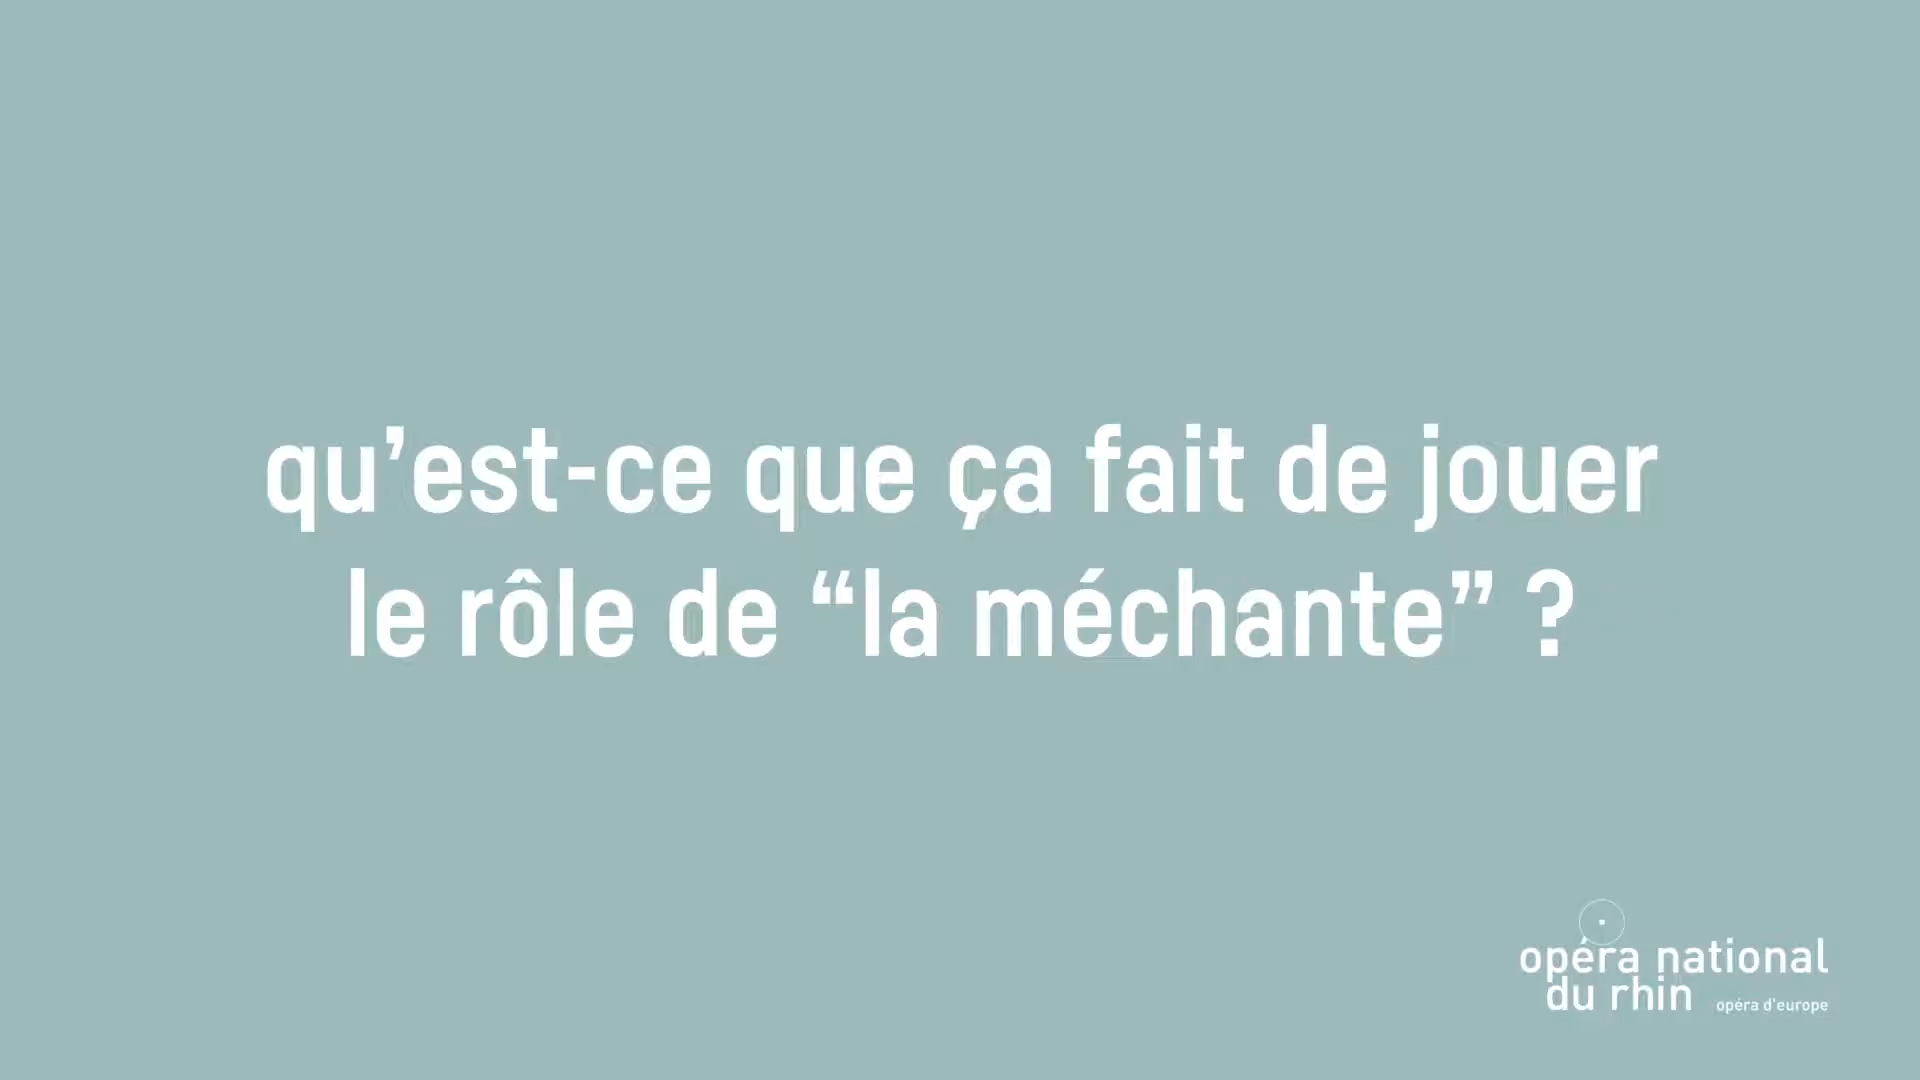 qu’est-ce que ça fait de jouer
le rôle de “la méchante” ?
opéra national
du rhin opéra d'europe